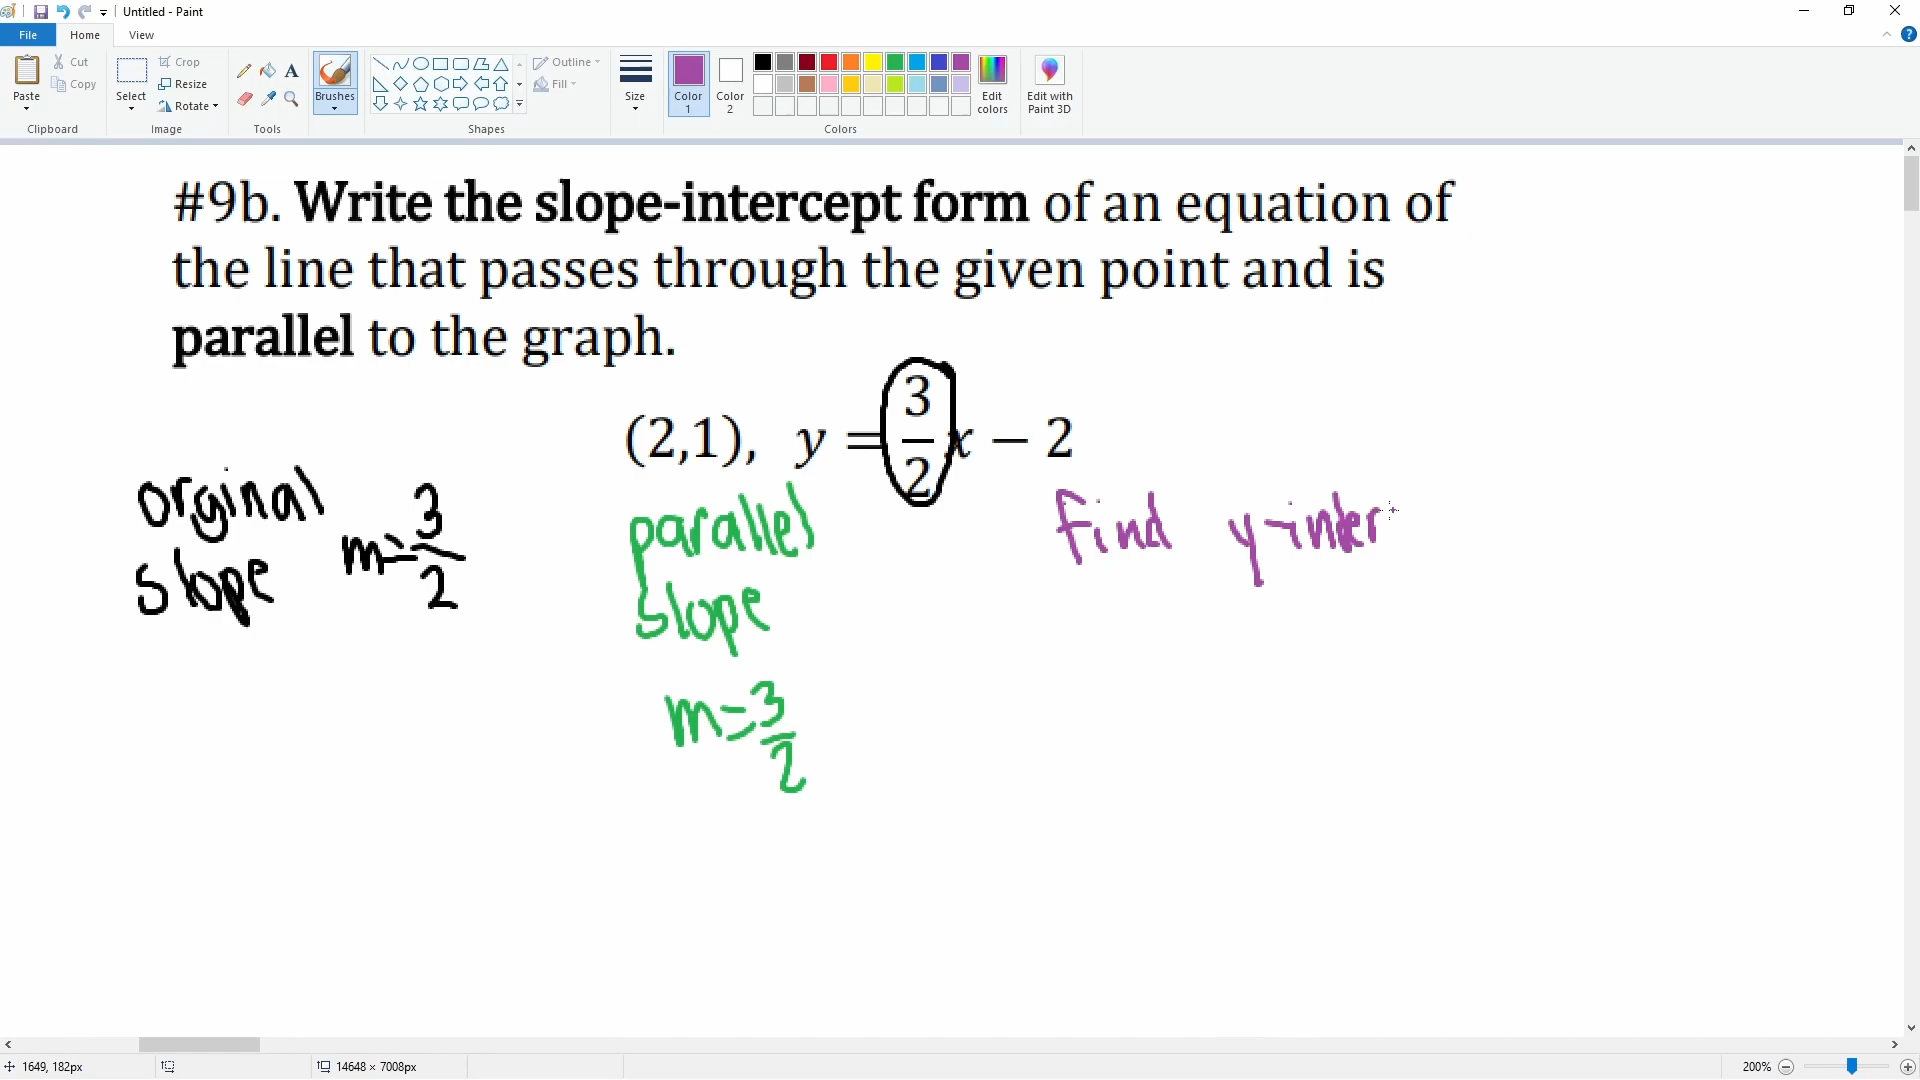 Untitled - Paint
File Home View
Paste
Cut
Copy
Clipboard
Select
Crop
Resize
Rotate
Image
A
Tools
Brushes
Outline
Fill
Shapes
Size
Color 1
Color 2
Edit colors
Colors
Edit with Paint 3D
#9b. Write the slope-intercept form of an equation of
the line that passes through the given point and is
parallel to the graph.
(2,1), y = 3/2 x − 2
orginal
slope
m = 3/2
parallel
slope
m = 3/2
find y-inter
1649, 182px
14648 × 7008px
200%